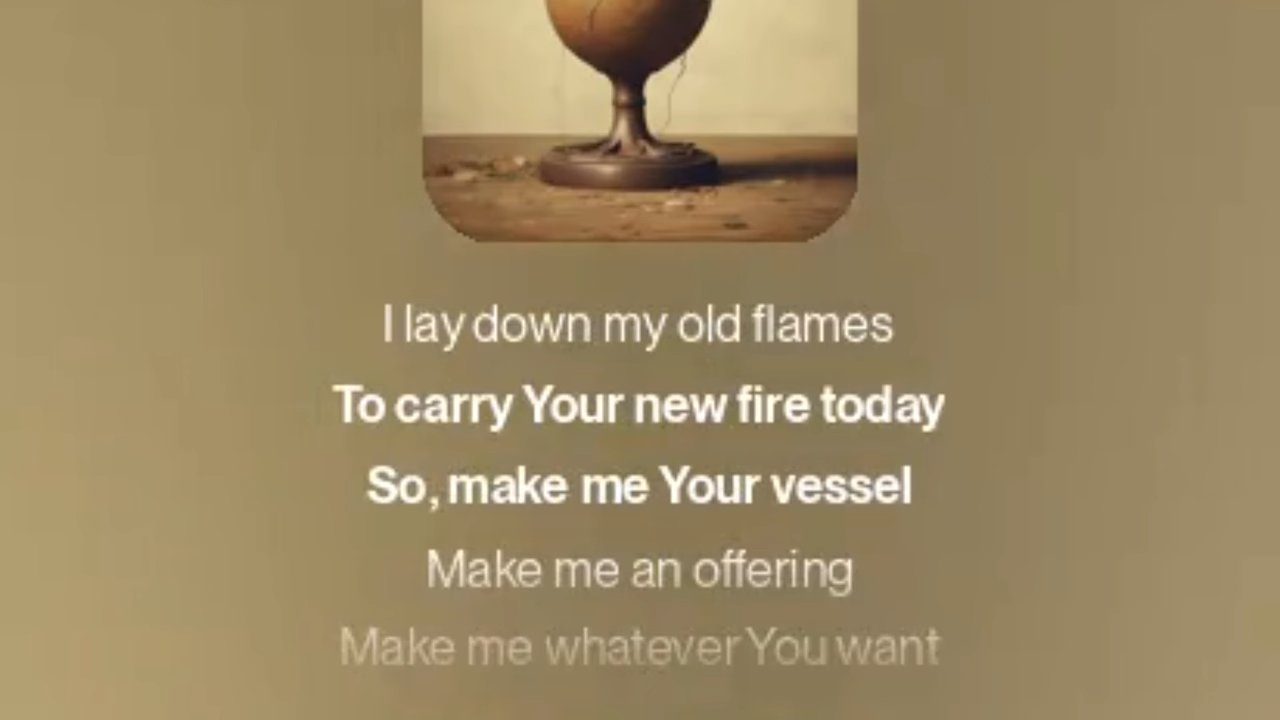 I lay down my old flames
To carry Your new fire today
So, make me Your vessel
Make me an offering
Make me whatever You want